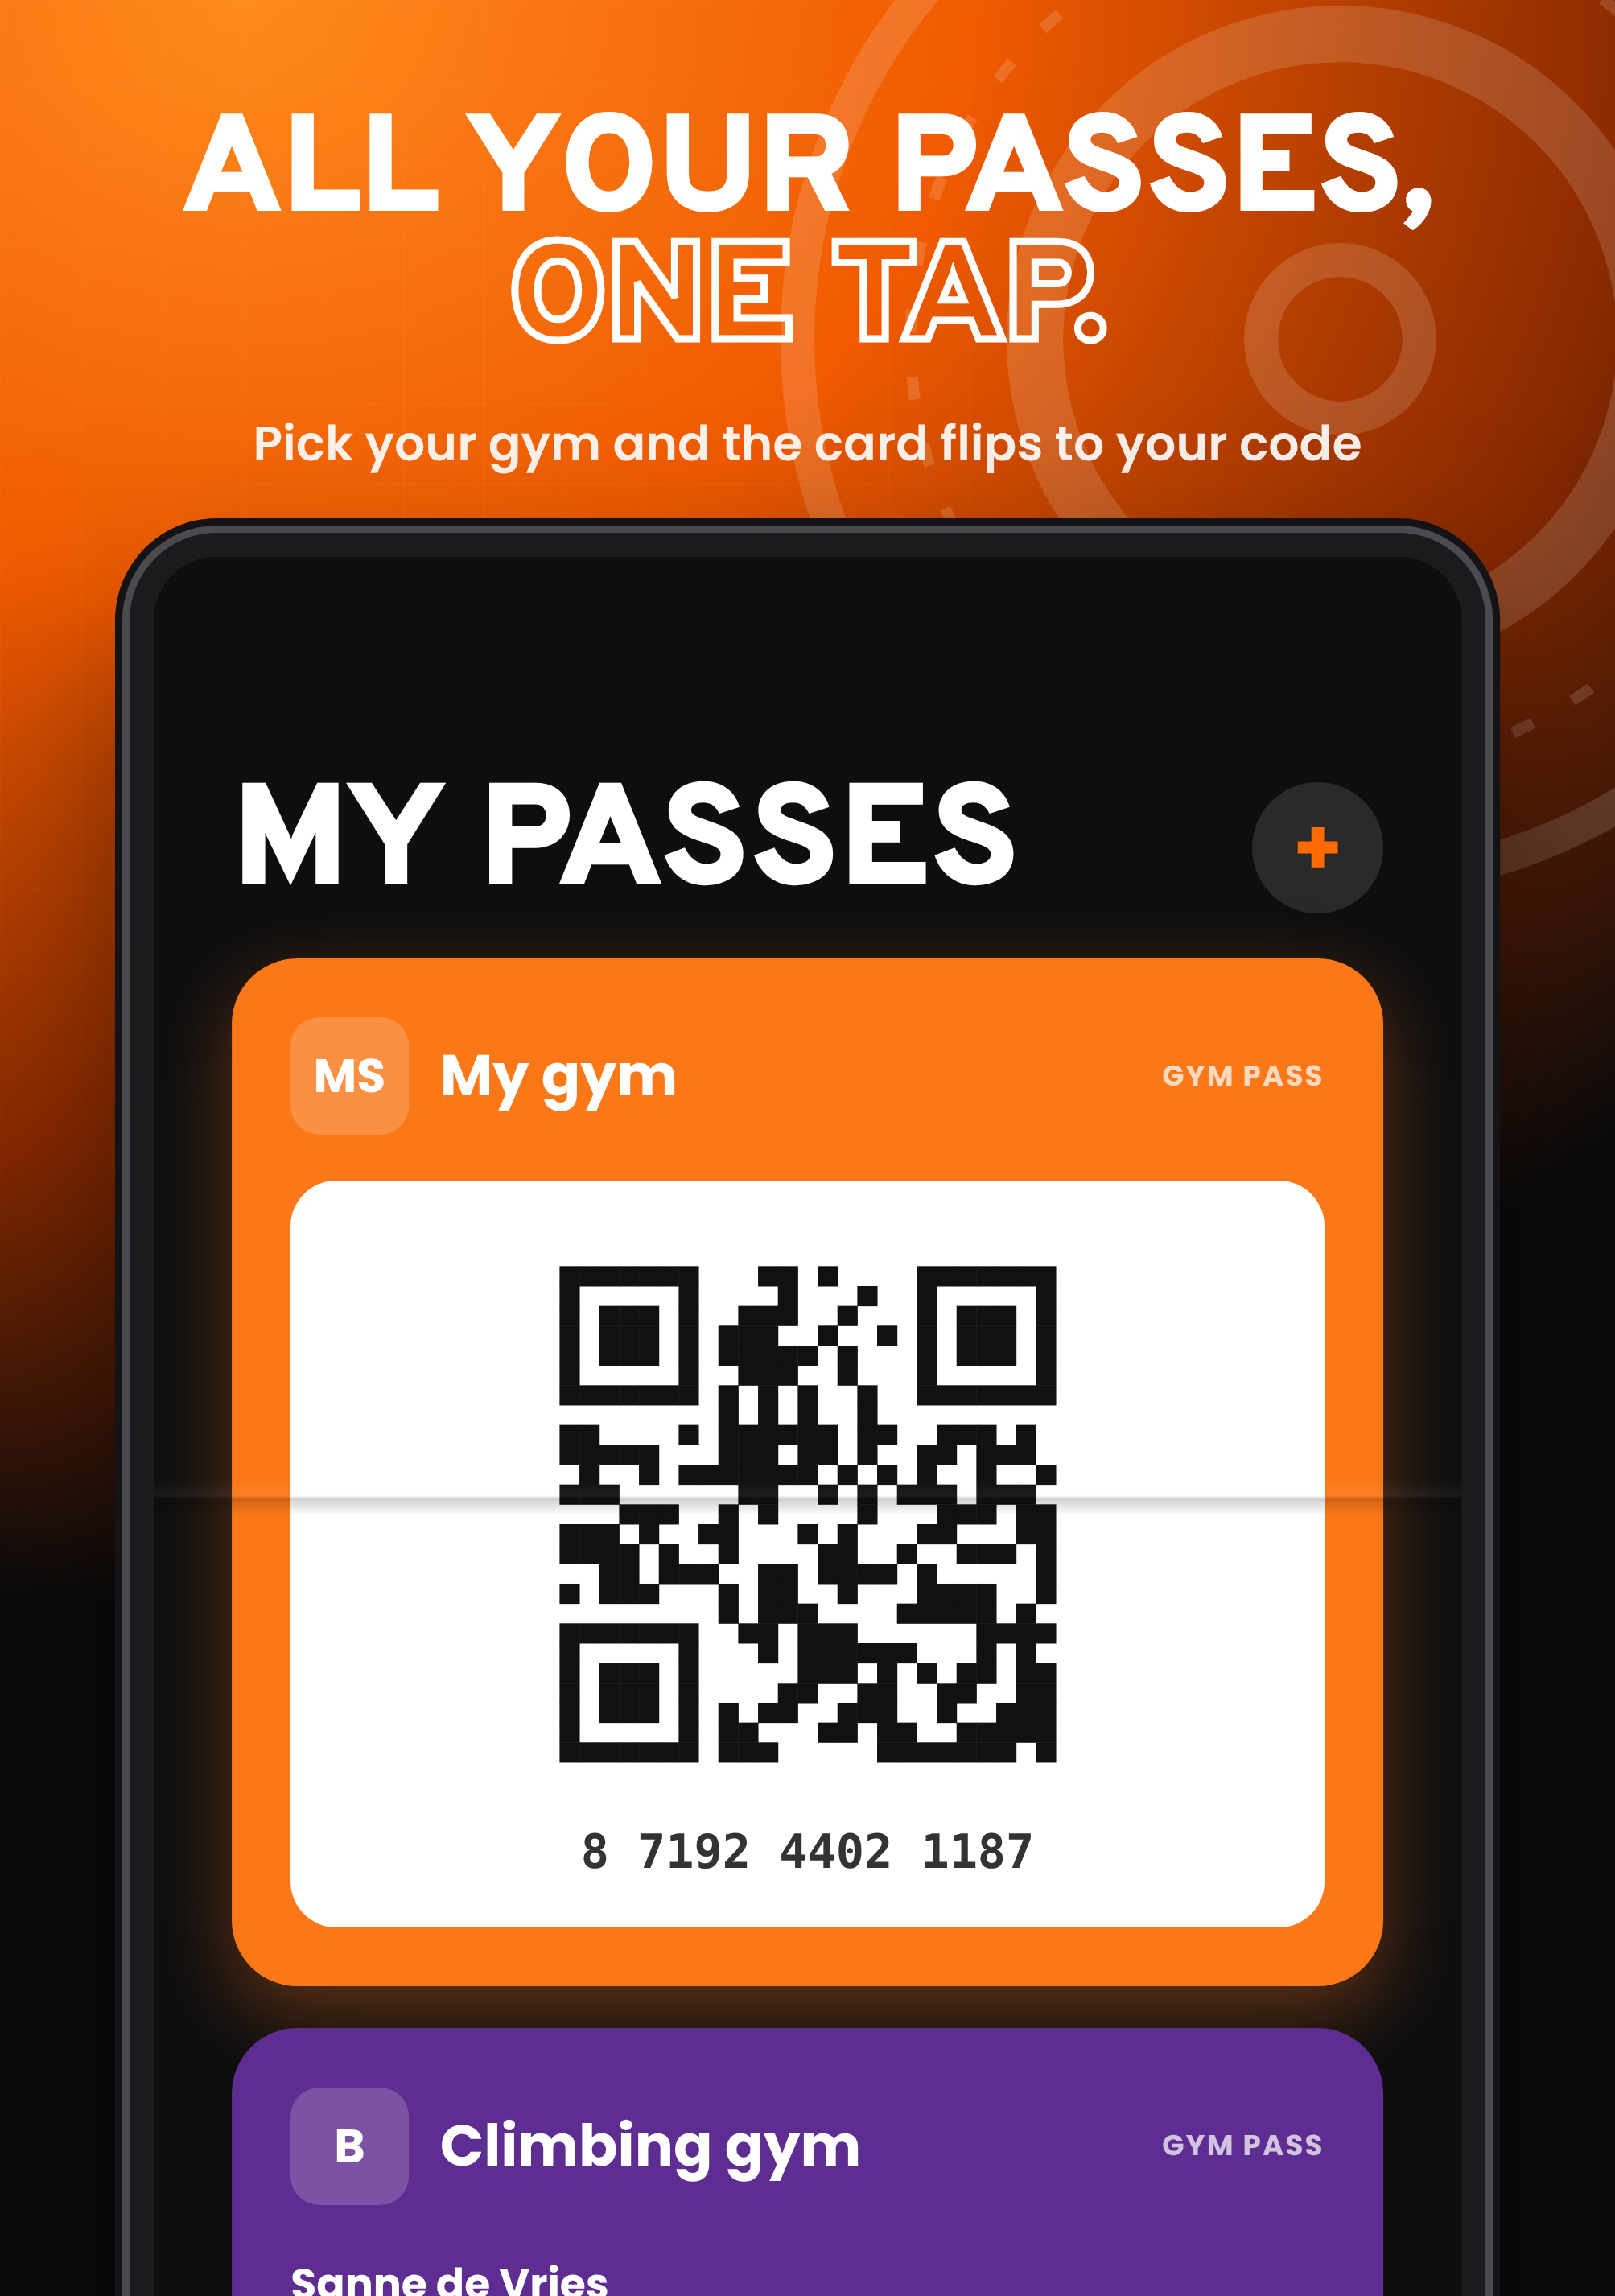 ALL YOUR PASSES,
ONE TAP.
Pick your gym and the card flips to your code
MY PASSES
+
MS My gym GYM PASS
8 7192 4402 1187
B Climbing gym GYM PASS
Sanne de Vries